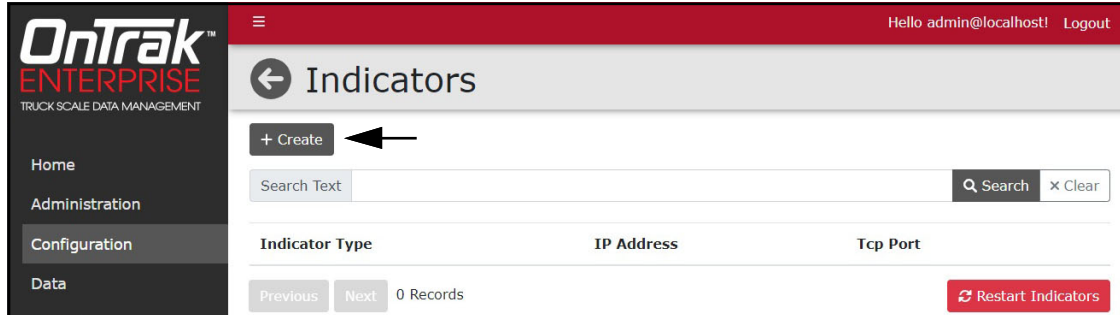 OnTrak™
ENTERPRISE
TRUCK SCALE DATA MANAGEMENT
Home
Administration
Configuration
Data
Hello admin@localhost! Logout
Indicators
+ Create
Search Text
Search × Clear
Indicator Type IP Address Tcp Port
Previous Next 0 Records
Restart Indicators